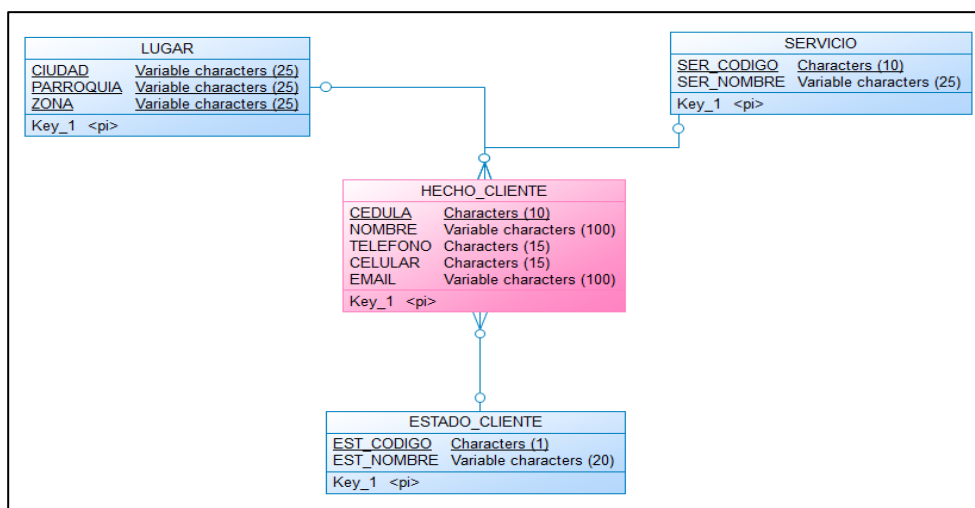 LUGAR
CIUDAD Variable characters (25)
PARROQUIA Variable characters (25)
ZONA Variable characters (25)
Key_1 <pi>
SERVICIO
SER_CODIGO Characters (10)
SER_NOMBRE Variable characters (25)
Key_1 <pi>
HECHO_CLIENTE
CEDULA Characters (10)
NOMBRE Variable characters (100)
TELEFONO Characters (15)
CELULAR Characters (15)
EMAIL Variable characters (100)
Key_1 <pi>
ESTADO_CLIENTE
EST_CODIGO Characters (1)
EST_NOMBRE Variable characters (20)
Key_1 <pi>